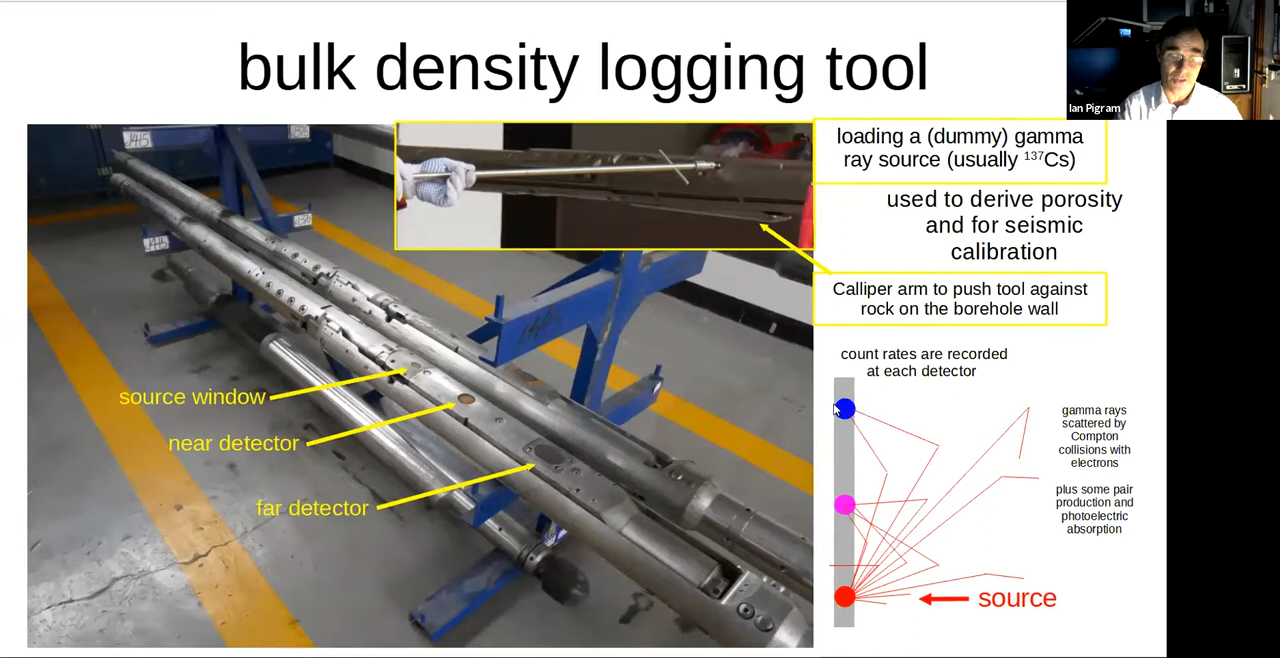 bulk density logging tool
Ian Pigram
loading a (dummy) gamma
ray source (usually ¹³⁷Cs)
used to derive porosity
and for seismic
calibration
Calliper arm to push tool against
rock on the borehole wall
source window
near detector
far detector
count rates are recorded
at each detector
gamma rays
scattered by
Compton
collisions with
electrons
plus some pair
production and
photoelectric
absorption
source